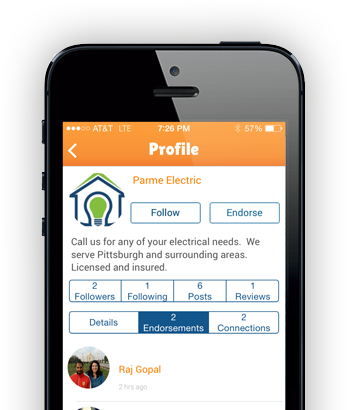 ●●●○○ AT&T LTE 7:26 PM 57%
Profile
Parme Electric
Follow Endorse
Call us for any of your electrical needs. We
serve Pittsburgh and surrounding areas.
Licensed and insured.
2 1 6 1
Followers Following Posts Reviews
Details 2 Endorsements 2 Connections
Raj Gopal
2 hrs ago